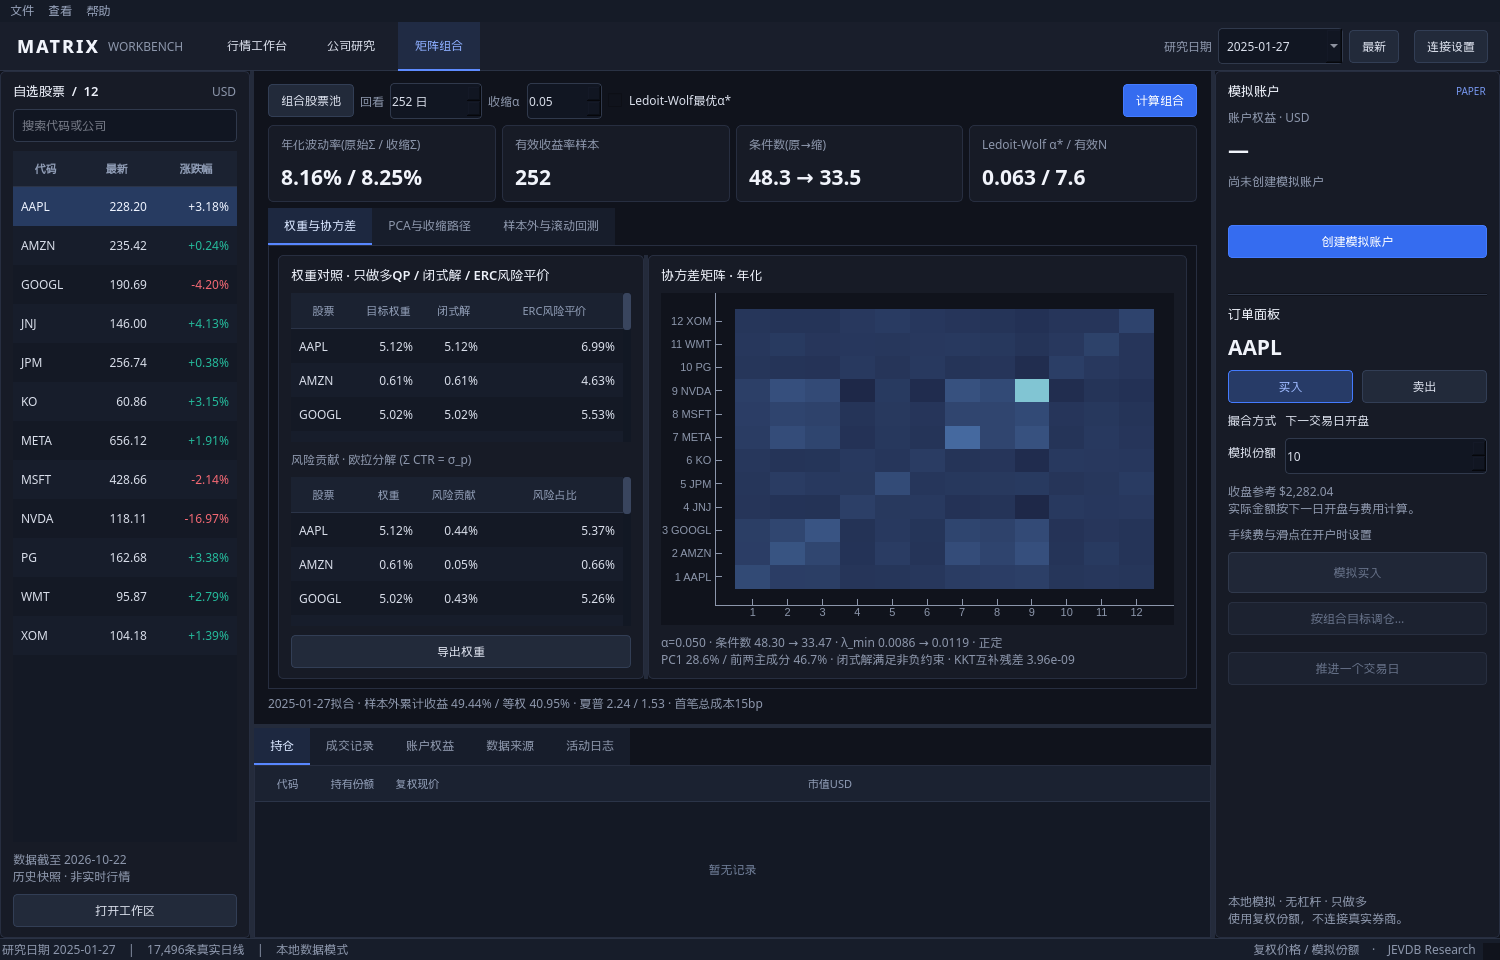 文件 查看 帮助
MATRIX WORKBENCH 行情工作台 公司研究 矩阵组合 研究日期 2025-01-27 最新 连接设置
自选股票 / 12 USD
搜索代码或公司
代码 最新 涨跌幅
AAPL 228.20 +3.18%
AMZN 235.42 +0.24%
GOOGL 190.69 -4.20%
JNJ 146.00 +4.13%
JPM 256.74 +0.38%
KO 60.86 +3.15%
META 656.12 +1.91%
MSFT 428.66 -2.14%
NVDA 118.11 -16.97%
PG 162.68 +3.38%
WMT 95.87 +2.79%
XOM 104.18 +1.39%
数据截至 2026-10-22
历史快照 · 非实时行情
打开工作区
组合股票池 回看 252 日 收缩α 0.05 Ledoit-Wolf最优α* 计算组合
年化波动率(原始Σ / 收缩Σ)
8.16% / 8.25%
有效收益率样本
252
条件数(原→缩)
48.3 → 33.5
Ledoit-Wolf α* / 有效N
0.063 / 7.6
权重与协方差 PCA与收缩路径 样本外与滚动回测
权重对照 · 只做多QP / 闭式解 / ERC风险平价
股票 目标权重 闭式解 ERC风险平价
AAPL 5.12% 5.12% 6.99%
AMZN 0.61% 0.61% 4.63%
GOOGL 5.02% 5.02% 5.53%
风险贡献 · 欧拉分解 (Σ CTR = σ_p)
股票 权重 风险贡献 风险占比
AAPL 5.12% 0.44% 5.37%
AMZN 0.61% 0.05% 0.66%
GOOGL 5.02% 0.43% 5.26%
导出权重
协方差矩阵 · 年化
12 XOM
11 WMT
10 PG
9 NVDA
8 MSFT
7 META
6 KO
5 JPM
4 JNJ
3 GOOGL
2 AMZN
1 AAPL
1 2 3 4 5 6 7 8 9 10 11 12
α=0.050 · 条件数 48.30 → 33.47 · λ_min 0.0086 → 0.0119 · 正定
PC1 28.6% / 前两主成分 46.7% · 闭式解满足非负约束 · KKT互补残差 3.96e-09
2025-01-27拟合 · 样本外累计收益 49.44% / 等权 40.95% · 夏普 2.24 / 1.53 · 首笔总成本15bp
持仓 成交记录 账户权益 数据来源 活动日志
代码 持有份额 复权现价 市值USD
暂无记录
模拟账户 PAPER
账户权益 · USD
—
尚未创建模拟账户
创建模拟账户
订单面板
AAPL
买入 卖出
撮合方式 下一交易日开盘
模拟份额 10
收盘参考 $2,282.04
实际金额按下一日开盘与费用计算。
手续费与滑点在开户时设置
模拟买入
按组合目标调仓...
推进一个交易日
本地模拟 · 无杠杆 · 只做多
使用复权份额，不连接真实券商。
研究日期 2025-01-27 | 17,496条真实日线 | 本地数据模式 复权价格 / 模拟份额 · JEVDB Research